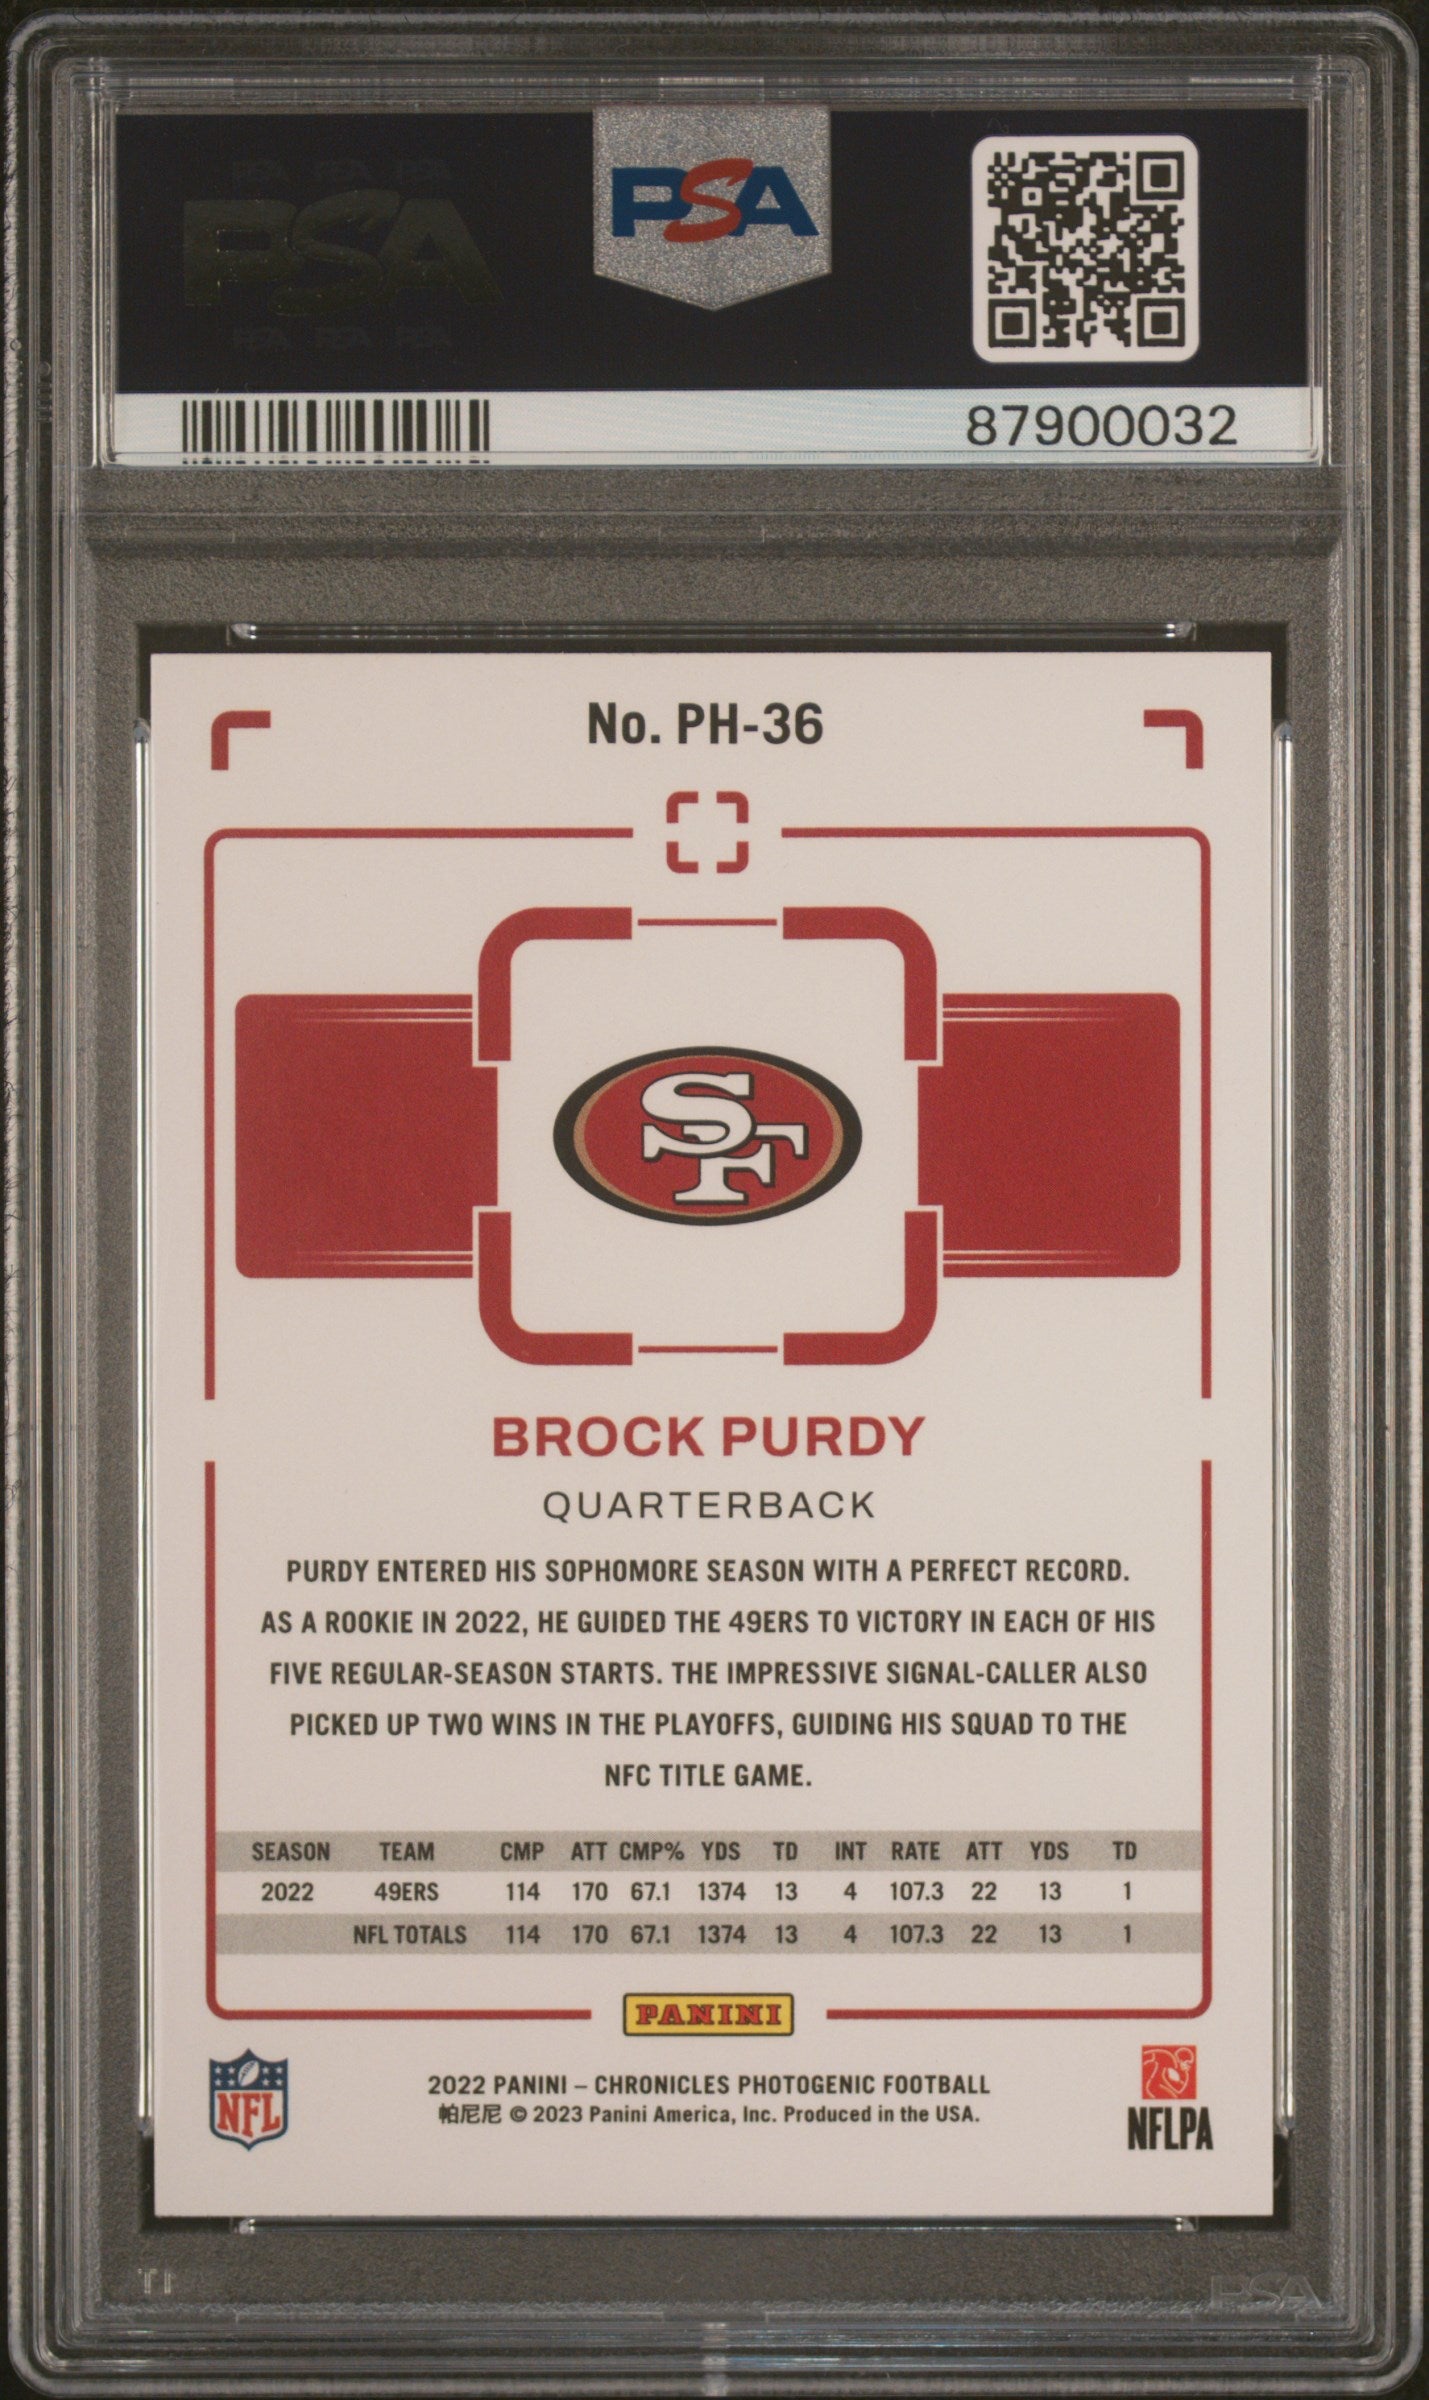 PSA
PSA
87900032
No. PH-36
SF
BROCK PURDY
QUARTERBACK
PURDY ENTERED HIS SOPHOMORE SEASON WITH A PERFECT RECORD.
AS A ROOKIE IN 2022, HE GUIDED THE 49ERS TO VICTORY IN EACH OF HIS
FIVE REGULAR-SEASON STARTS. THE IMPRESSIVE SIGNAL-CALLER ALSO
PICKED UP TWO WINS IN THE PLAYOFFS, GUIDING HIS SQUAD TO THE
NFC TITLE GAME.
SEASON TEAM CMP ATT CMP% YDS TD INT RATE ATT YDS TD
2022 49ERS 114 170 67.1 1374 13 4 107.3 22 13 1
NFL TOTALS 114 170 67.1 1374 13 4 107.3 22 13 1
PANINI
NFL
2022 PANINI – CHRONICLES PHOTOGENIC FOOTBALL
帕尼尼 © 2023 Panini America, Inc. Produced in the USA.
NFLPA
PSA